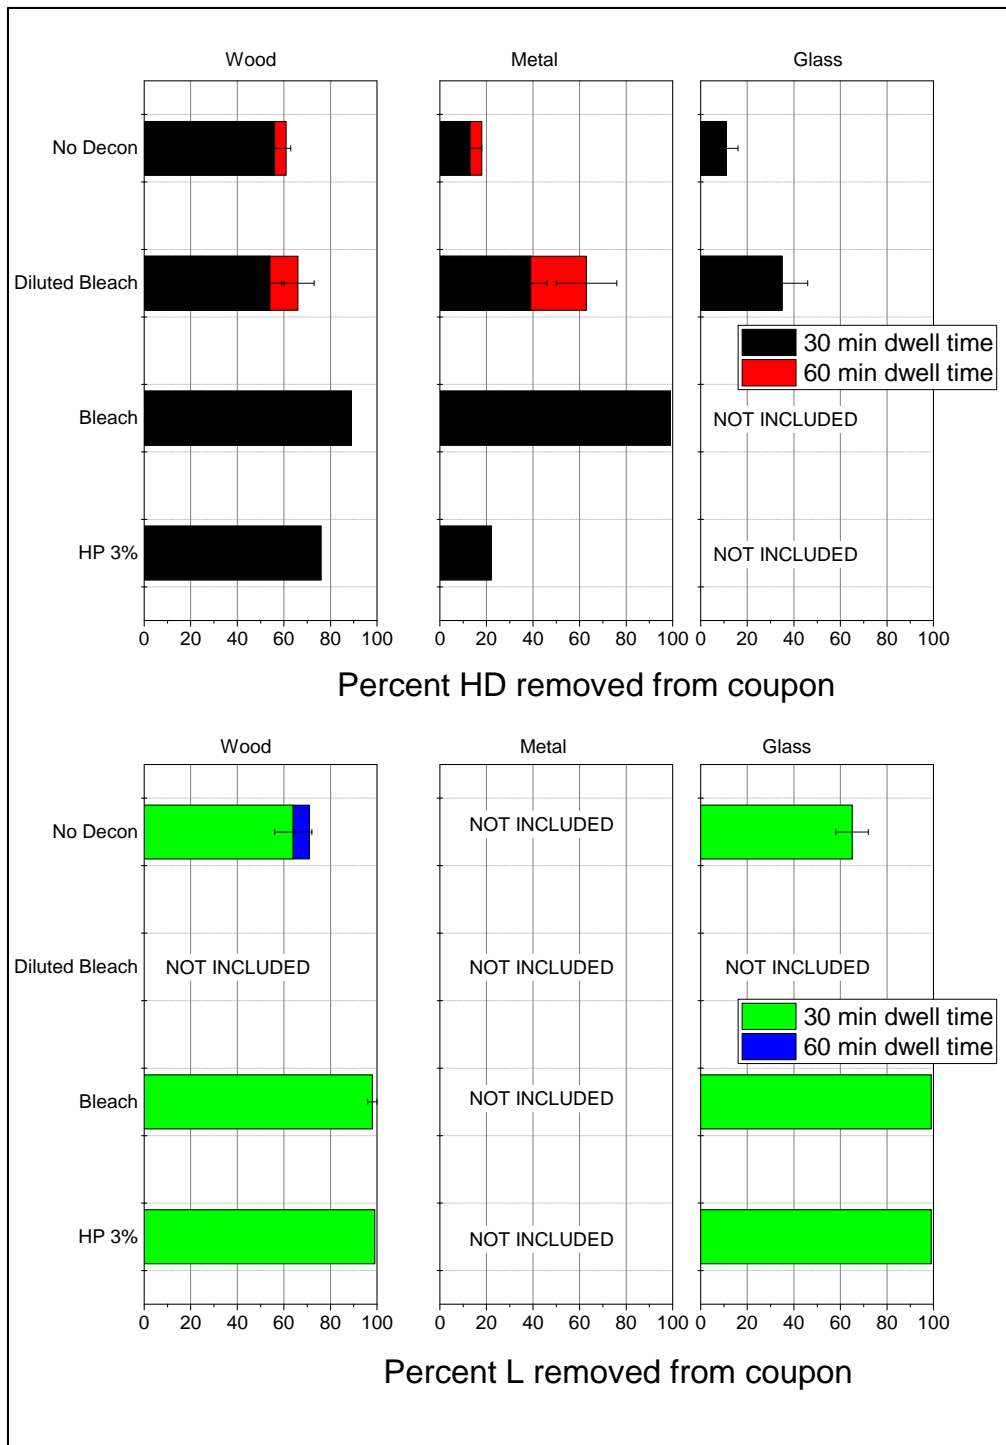 Wood Metal Glass
No Decon
Diluted Bleach
30 min dwell time
60 min dwell time
Bleach NOT INCLUDED
HP 3% NOT INCLUDED
0 20 40 60 80 100 0 20 40 60 80 100 0 20 40 60 80 100
Percent HD removed from coupon
Wood Metal Glass
No Decon NOT INCLUDED
Diluted Bleach NOT INCLUDED NOT INCLUDED NOT INCLUDED
30 min dwell time
60 min dwell time
Bleach NOT INCLUDED
HP 3% NOT INCLUDED
0 20 40 60 80 100 0 20 40 60 80 100 0 20 40 60 80 100
Percent L removed from coupon